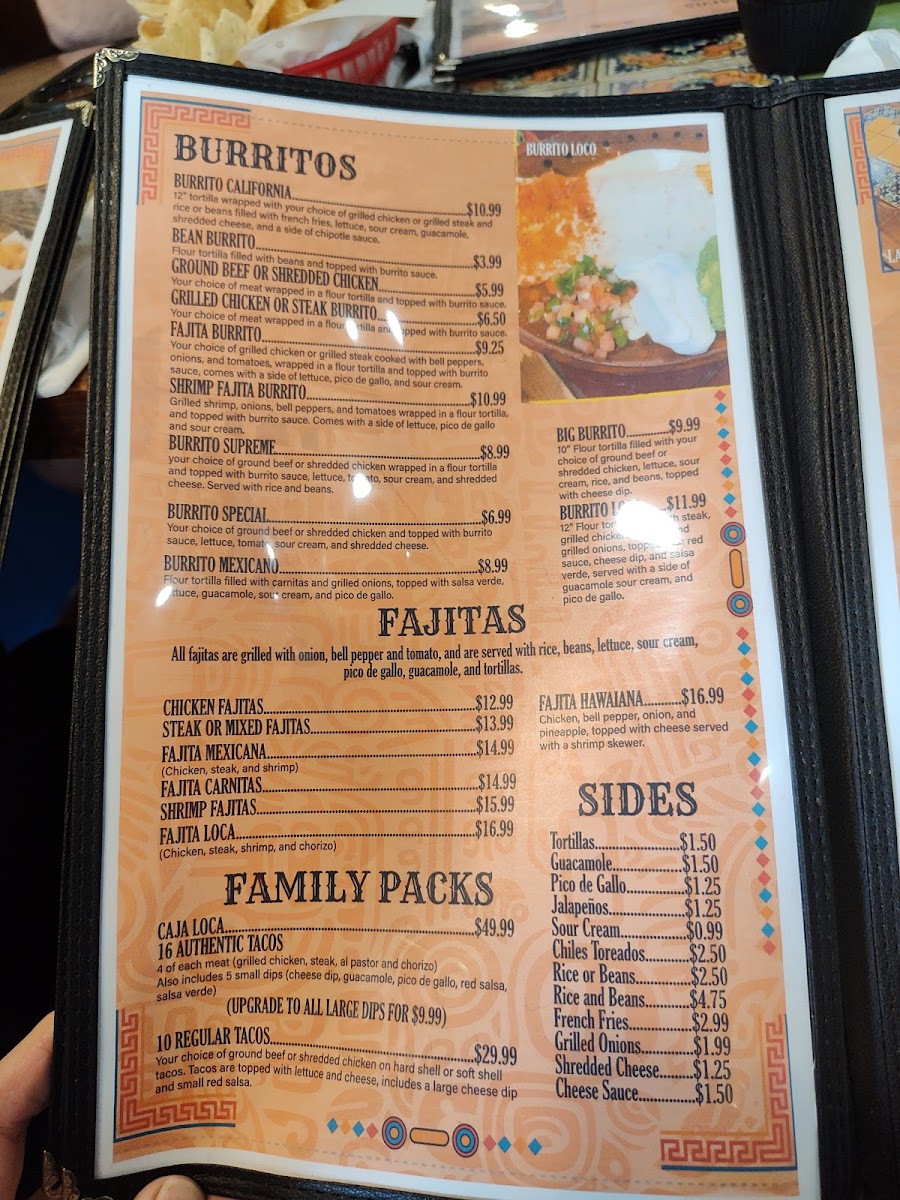 BURRITOS
BURRITO CALIFORNIA....$10.99
12" tortilla wrapped with your choice of grilled chicken or grilled steak and
rice or beans filled with french fries, lettuce, sour cream, guacamole,
shredded cheese, and a side of chipotle sauce.
BEAN BURRITO....$3.99
Flour tortilla filled with beans and topped with burrito sauce.
GROUND BEEF OR SHREDDED CHICKEN....$5.99
Your choice of meat wrapped in a flour tortilla and topped with burrito sauce.
GRILLED CHICKEN OR STEAK BURRITO....$6.50
Your choice of meat wrapped in a flour tortilla and topped with burrito sauce.
FAJITA BURRITO....$9.25
Your choice of grilled chicken or grilled steak cooked with bell peppers,
onions, and tomatoes, wrapped in a flour tortilla and topped with burrito
sauce, comes with a side of lettuce, pico de gallo, and sour cream.
SHRIMP FAJITA BURRITO....$10.99
Grilled shrimp, onions, bell peppers, and tomatoes wrapped in a flour tortilla,
and topped with burrito sauce. Comes with a side of lettuce, pico de gallo
and sour cream.
BURRITO SUPREME....$8.99
your choice of ground beef or shredded chicken wrapped in a flour tortilla
and topped with burrito sauce, lettuce, tomato, sour cream, and shredded
cheese. Served with rice and beans.
BURRITO SPECIAL....$6.99
Your choice of ground beef or shredded chicken and topped with burrito
sauce, lettuce, tomato, sour cream, and shredded cheese.
BURRITO MEXICANO....$8.99
Flour tortilla filled with carnitas and grilled onions, topped with salsa verde,
lettuce, guacamole, sour cream, and pico de gallo.
BURRITO LOCO
BIG BURRITO....$9.99
10" Flour tortilla filled with your
choice of ground beef or
shredded chicken, lettuce, sour
cream, rice, and beans, topped
with cheese dip.
BURRITO ....$11.99
12" Flour steak,
grilled and
grilled onions, topped with red
sauce, cheese dip, and salsa
verde, served with a side of
guacamole sour cream, and
pico de gallo.
FAJITAS
All fajitas are grilled with onion, bell pepper and tomato, and are served with rice, beans, lettuce, sour cream,
pico de gallo, guacamole, and tortillas.
CHICKEN FAJITAS....$12.99
STEAK OR MIXED FAJITAS....$13.99
FAJITA MEXICANA....$14.99
(Chicken, steak, and shrimp)
FAJITA CARNITAS....$14.99
SHRIMP FAJITAS....$15.99
FAJITA LOCA....$16.99
(Chicken, steak, shrimp, and chorizo)
FAJITA HAWAIANA....$16.99
Chicken, bell pepper, onion, and
pineapple, topped with cheese served
with a shrimp skewer.
FAMILY PACKS
CAJA LOCA....$49.99
16 AUTHENTIC TACOS
4 of each meat (grilled chicken, steak, al pastor and chorizo)
Also includes 5 small dips (cheese dip, guacamole, pico de gallo, red salsa,
salsa verde)
(UPGRADE TO ALL LARGE DIPS FOR $9.99)
10 REGULAR TACOS....$29.99
Your choice of ground beef or shredded chicken on hard shell or soft shell
tacos. Tacos are topped with lettuce and cheese, includes a large cheese dip
and small red salsa.
SIDES
Tortillas....$1.50
Guacamole....$1.50
Pico de Gallo....$1.25
Jalapeños....$1.25
Sour Cream....$0.99
Chiles Toreados....$2.50
Rice or Beans....$2.50
Rice and Beans....$4.75
French Fries....$2.99
Grilled Onions....$1.99
Shredded Cheese....$1.25
Cheese Sauce....$1.50
LA